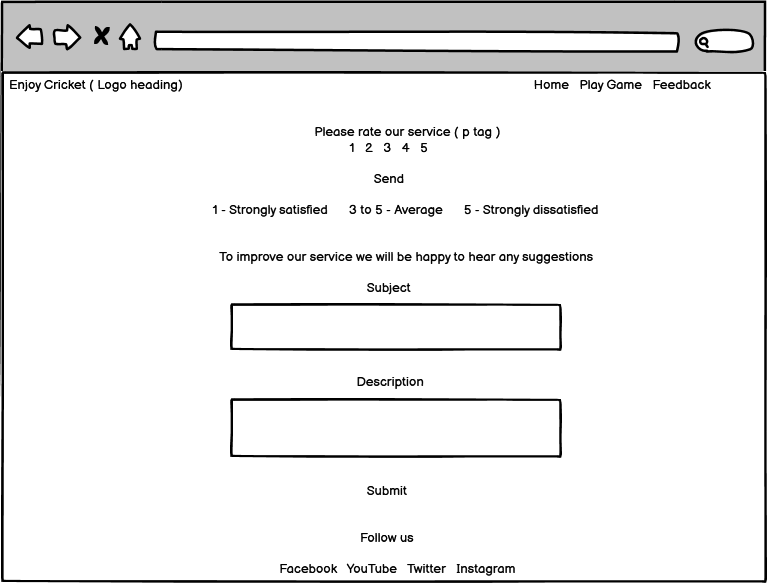 Enjoy Cricket ( Logo heading) Home Play Game Feedback
Please rate our service ( p tag )
1 2 3 4 5
Send
1 - Strongly satisfied 3 to 5 - Average 5 - Strongly dissatisfied
To improve our service we will be happy to hear any suggestions
Subject
Description
Submit
Follow us
Facebook YouTube Twitter Instagram